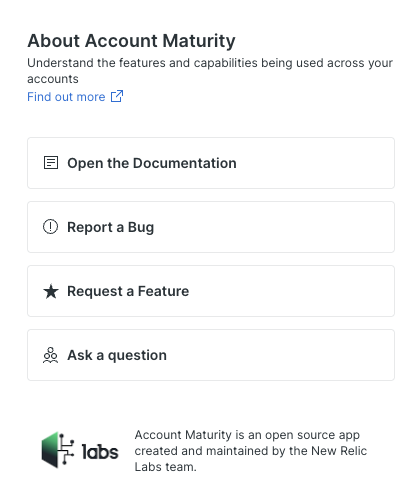 About Account Maturity
Understand the features and capabilities being used across your
accounts
Find out more
Open the Documentation
Report a Bug
Request a Feature
Ask a question
labs
Account Maturity is an open source app
created and maintained by the New Relic
Labs team.